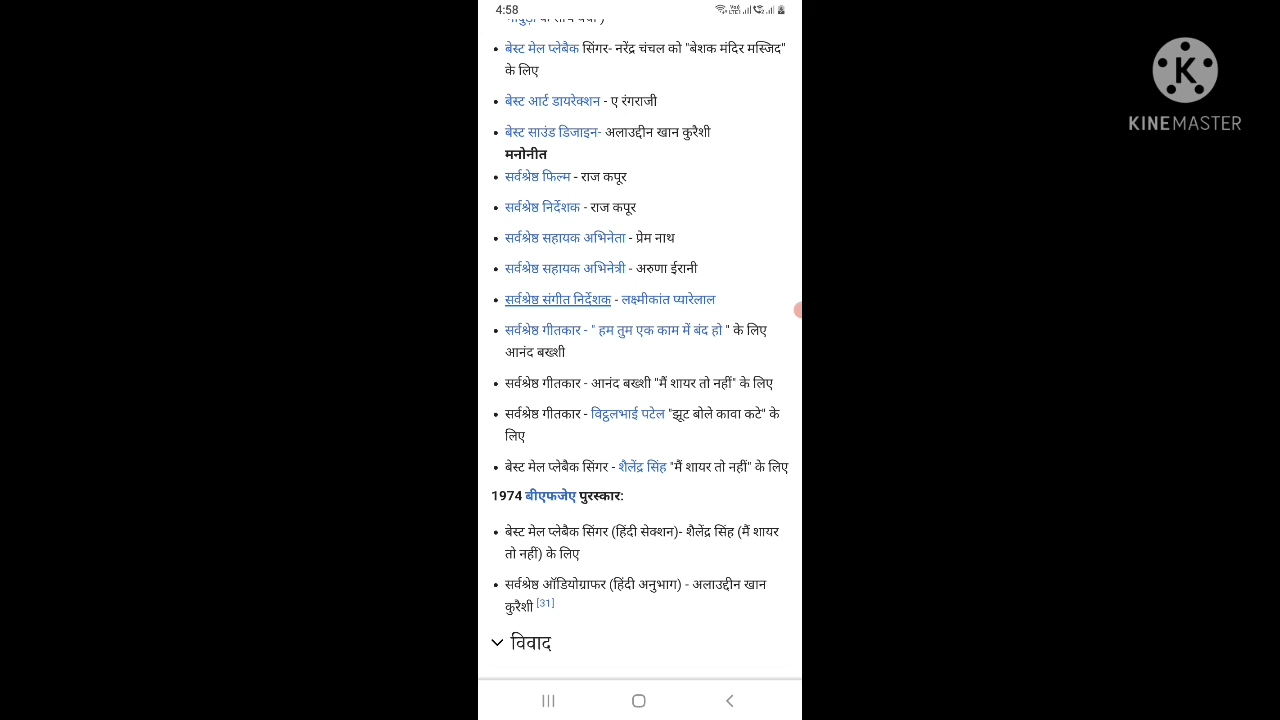 4:58
बेस्ट मेल प्लेबैक सिंगर- नरेंद्र चंचल को "बेशक मंदिर मस्जिद"
के लिए
बेस्ट आर्ट डायरेक्शन - ए रंगराजी
बेस्ट साउंड डिजाइन- अलाउद्दीन खान कुरैशी
मनोनीत
सर्वश्रेष्ठ फिल्म - राज कपूर
सर्वश्रेष्ठ निर्देशक - राज कपूर
सर्वश्रेष्ठ सहायक अभिनेता - प्रेम नाथ
सर्वश्रेष्ठ सहायक अभिनेत्री - अरुणा ईरानी
सर्वश्रेष्ठ संगीत निर्देशक - लक्ष्मीकांत प्यारेलाल
सर्वश्रेष्ठ गीतकार - " हम तुम एक काम में बंद हो " के लिए
आनंद बख्शी
सर्वश्रेष्ठ गीतकार - आनंद बख्शी "मैं शायर तो नहीं" के लिए
सर्वश्रेष्ठ गीतकार - विट्ठलभाई पटेल "झूट बोले कावा कटे" के
लिए
बेस्ट मेल प्लेबैक सिंगर - शैलेंद्र सिंह "मैं शायर तो नहीं" के लिए
1974 बीएफजेए पुरस्कार:
बेस्ट मेल प्लेबैक सिंगर (हिंदी सेक्शन)- शैलेंद्र सिंह (मैं शायर
तो नहीं) के लिए
सर्वश्रेष्ठ ऑडियोग्राफर (हिंदी अनुभाग) - अलाउद्दीन खान
कुरैशी [31]
विवाद
K
KINEMASTER